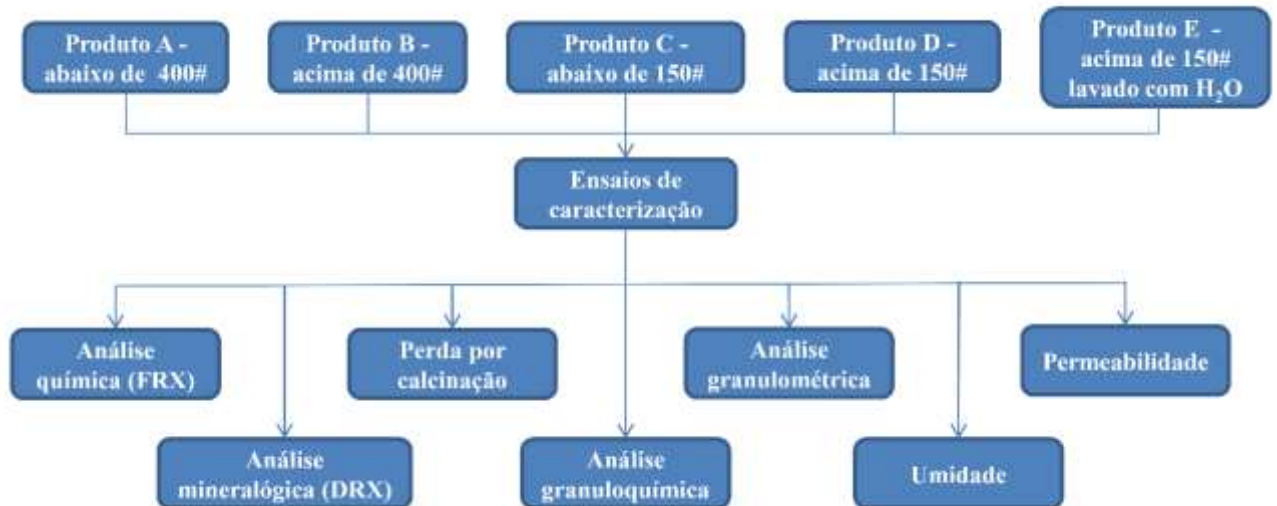 Produto A -
abaixo de 400#
Produto B -
acima de 400#
Produto C -
abaixo de 150#
Produto D -
acima de 150#
Produto E -
acima de 150#
lavado com H₂O
Ensaios de
caracterização
Análise
química (FRX)
Perda por
calcinação
Análise
granulométrica
Permeabilidade
Análise
mineralógica (DRX)
Análise
granuloquímica
Umidade